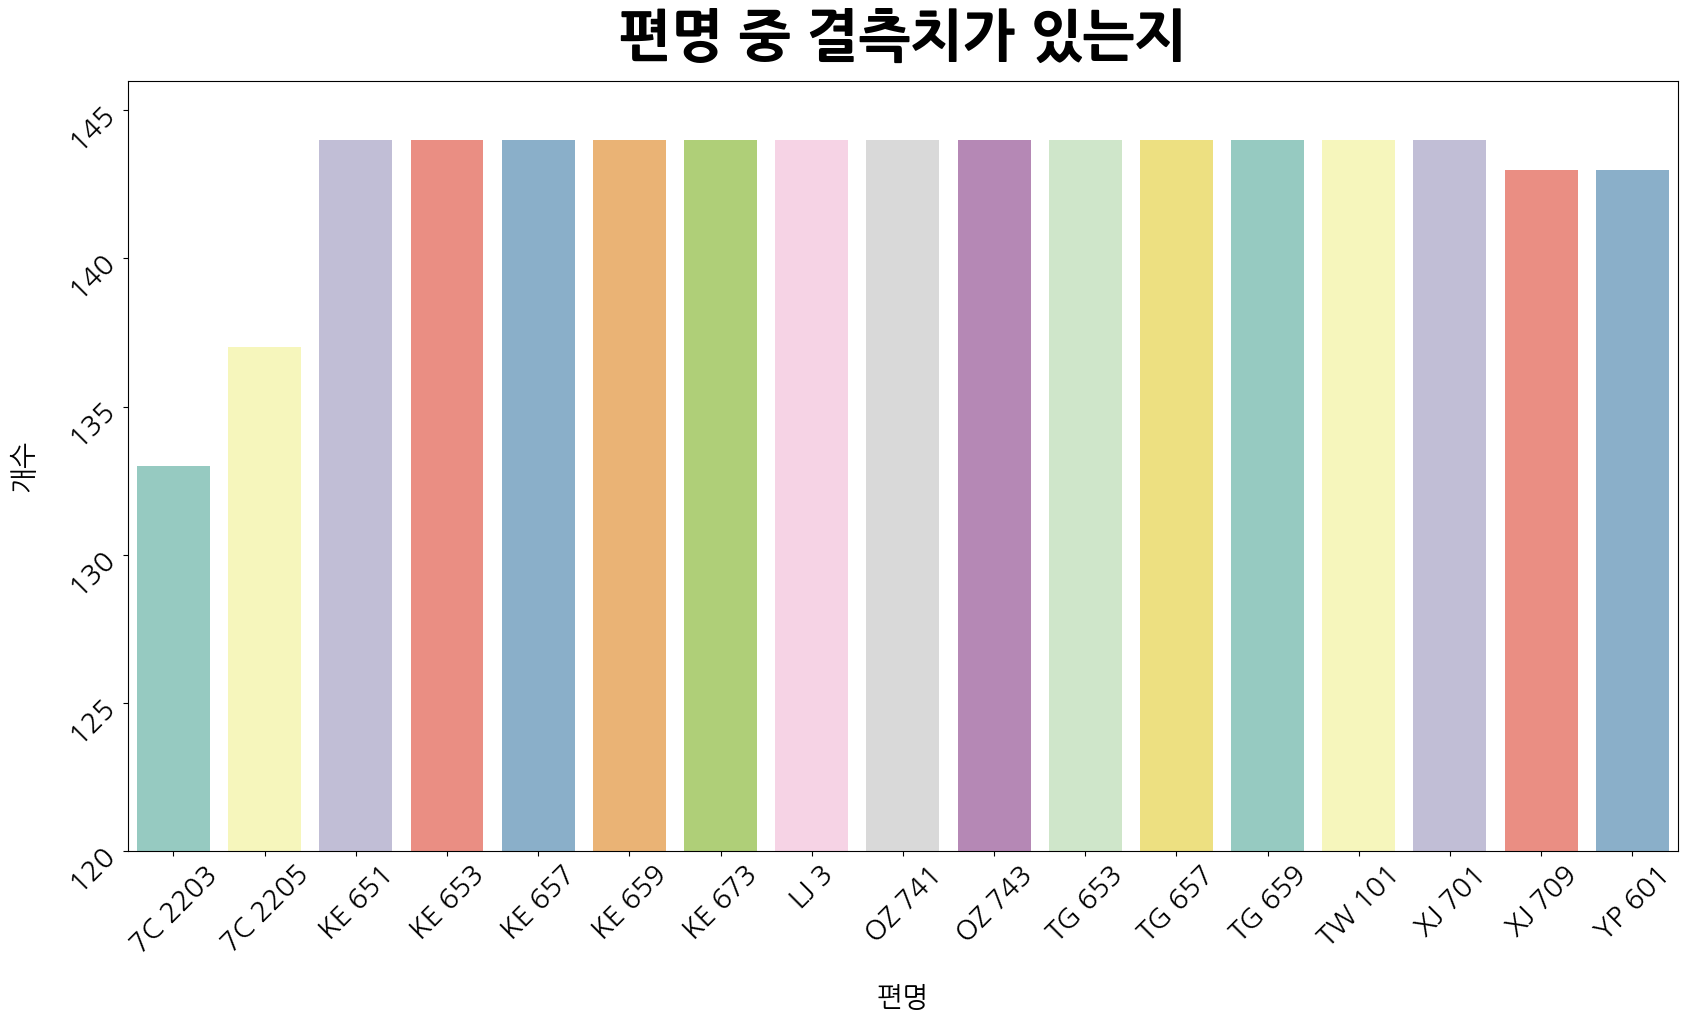 편명 중 결측치가 있는지
개수
145
140
135
130
125
120
7C 2203
7C 2205
KE 651
KE 653
KE 657
KE 659
KE 673
LJ 3
OZ 741
OZ 743
TG 653
TG 657
TG 659
TW 101
XJ 701
XJ 709
YP 601
편명